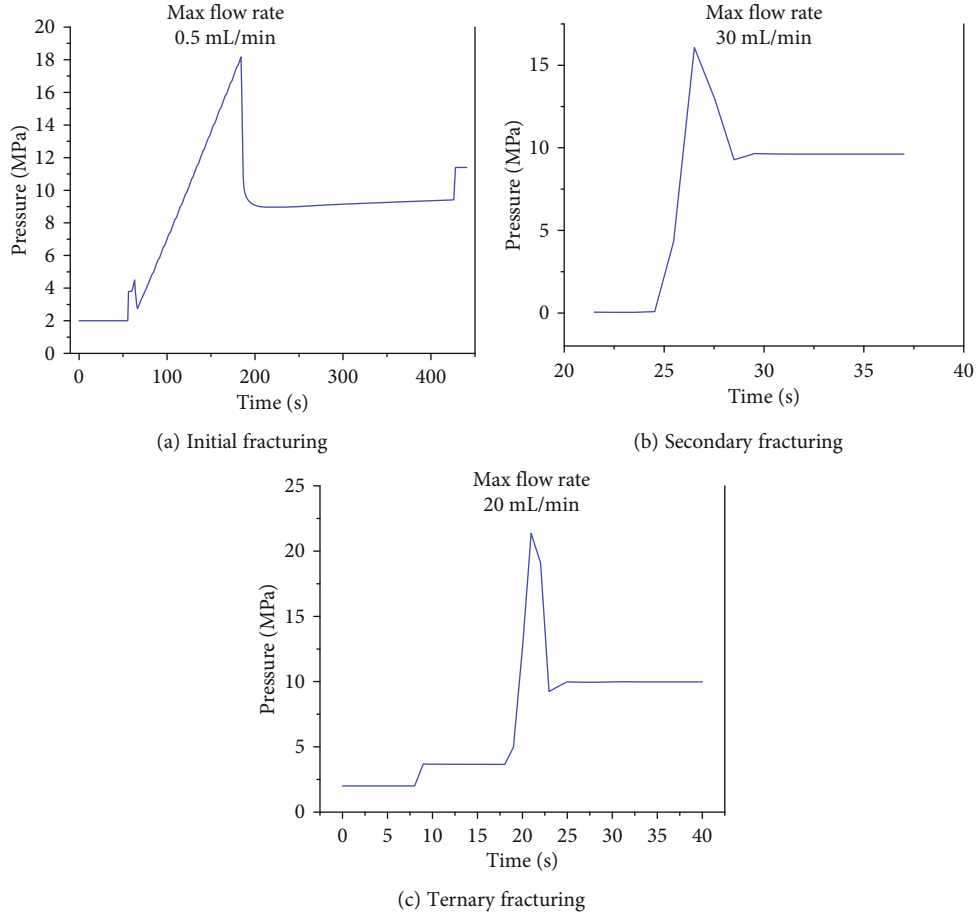 Max flow rate
0.5 mL/min
20
18
16
14
12
10
8
6
4
2
0
Pressure (MPa)
0
100
200
300
400
Time (s)
(a) Initial fracturing
Max flow rate
30 mL/min
15
10
5
0
Pressure (MPa)
20
25
30
35
40
Time (s)
(b) Secondary fracturing
Max flow rate
20 mL/min
25
20
15
10
5
0
Pressure (MPa)
0
5
10
15
20
25
30
35
40
Time (s)
(c) Ternary fracturing